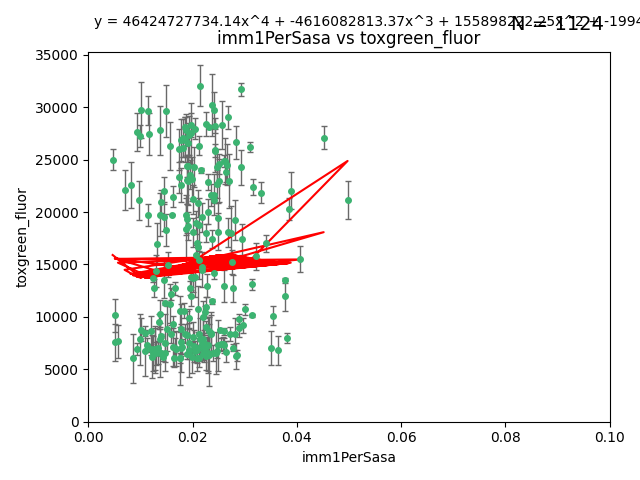 y = 46424727734.14x^4 + -4616082813.37x^3 +
N = 1124
imm1PerSasa vs toxgreen_fluor
35000
30000
25000
20000
15000
10000
5000
0
toxgreen_fluor
0.00 0.02 0.04 0.06 0.08 0.10
imm1PerSasa